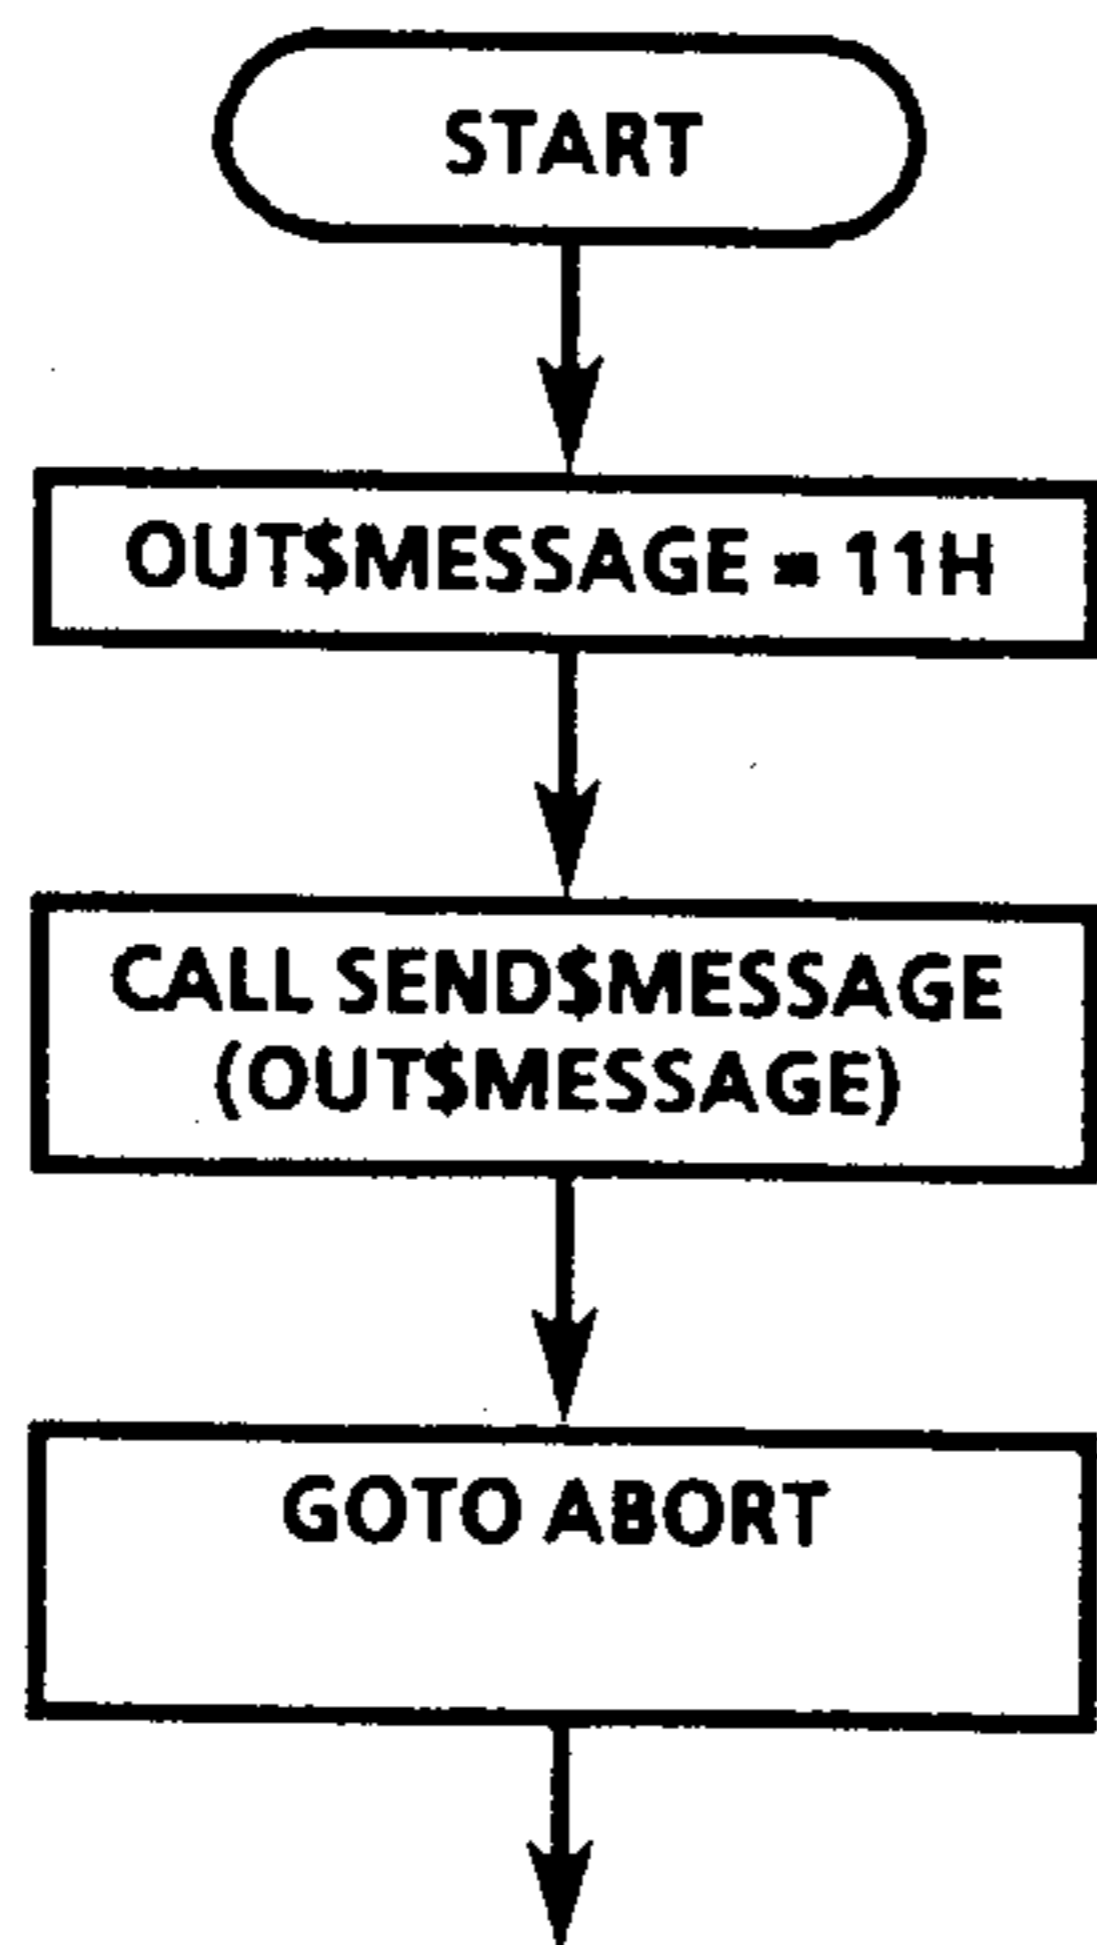 START
OUT$MESSAGE = 11H
CALL SEND$MESSAGE
(OUT$MESSAGE)
GOTO ABORT